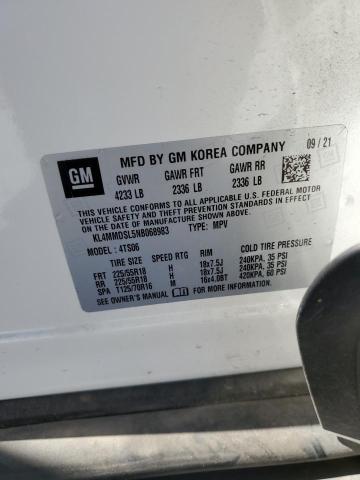 GM
MFD BY GM KOREA COMPANY 09/21
GVWR GAWR FRT GAWR RR
4233 LB 2336 LB 2336 LB
THIS VEHICLE CONFORMS TO ALL APPLICABLE U.S. FEDERAL MOTOR
VEHICLE SAFETY, BUMPER, AND THEFT PREVENTION STANDARDS IN
EFFECT ON THE DATE OF MANUFACTURE SHOWN ABOVE.
KL4MMDSL5NB068983 TYPE: MPV
MODEL: 4TS06
TIRE SIZE SPEED RTG RIM COLD TIRE PRESSURE
FRT 225/55R18 H 18x7.5J 240KPA, 35 PSI
RR 225/55R18 H 18x7.5J 240KPA, 35 PSI
SPA T125/70R16 M 16x4.0BT 420KPA, 60 PSI
SEE OWNER'S MANUAL FOR MORE INFORMATION.